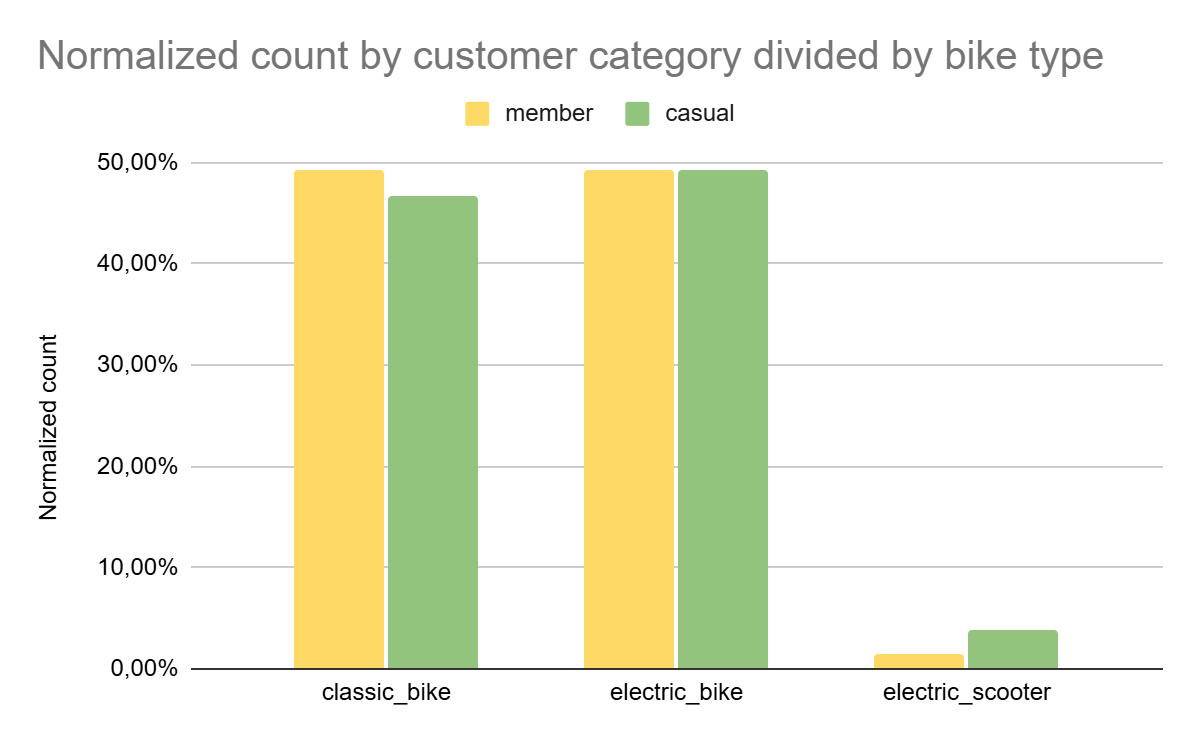 Normalized count by customer category divided by bike type
member
casual
50,00%
40,00%
30,00%
20,00%
10,00%
0,00%
Normalized count
classic_bike
electric_bike
electric_scooter